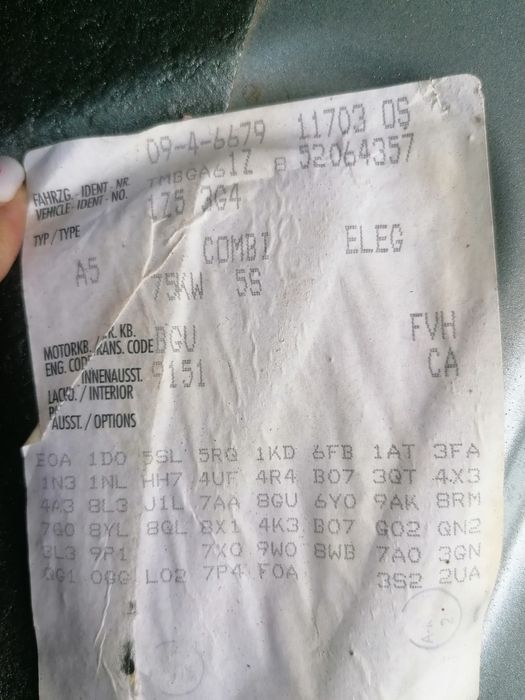 09-4-6679 11703 0S
FAHRZG.-IDENT-NR. TMBGA61Z 8 52064357
VEHICLE-IDENT-NO. 1Z5 3G4
TYP / TYPE
COMBI ELEG
A5 75KW 5S
MOTORKB. / KB. BGU FVH
ENG. CODE TRANS. CODE
9151 CA
INNENAUSST.
/ INTERIOR
AUSST. / OPTIONS
E0A 1D0 5SL 5RQ 1KD 6FB 1AT 3FA
1N3 1NL HH7 4UF 4R4 B07 3QT 4X3
4A3 8L3 J1L 7AA 8GU 6Y0 9AK 8RM
7G0 8YL 8QL 8X1 4K3 B07 G02 QN2
3L3 9P1 7X0 9W0 8WB 7A0 3GN
QG1 0GG L02 7P4 F0A 3S2 2UA